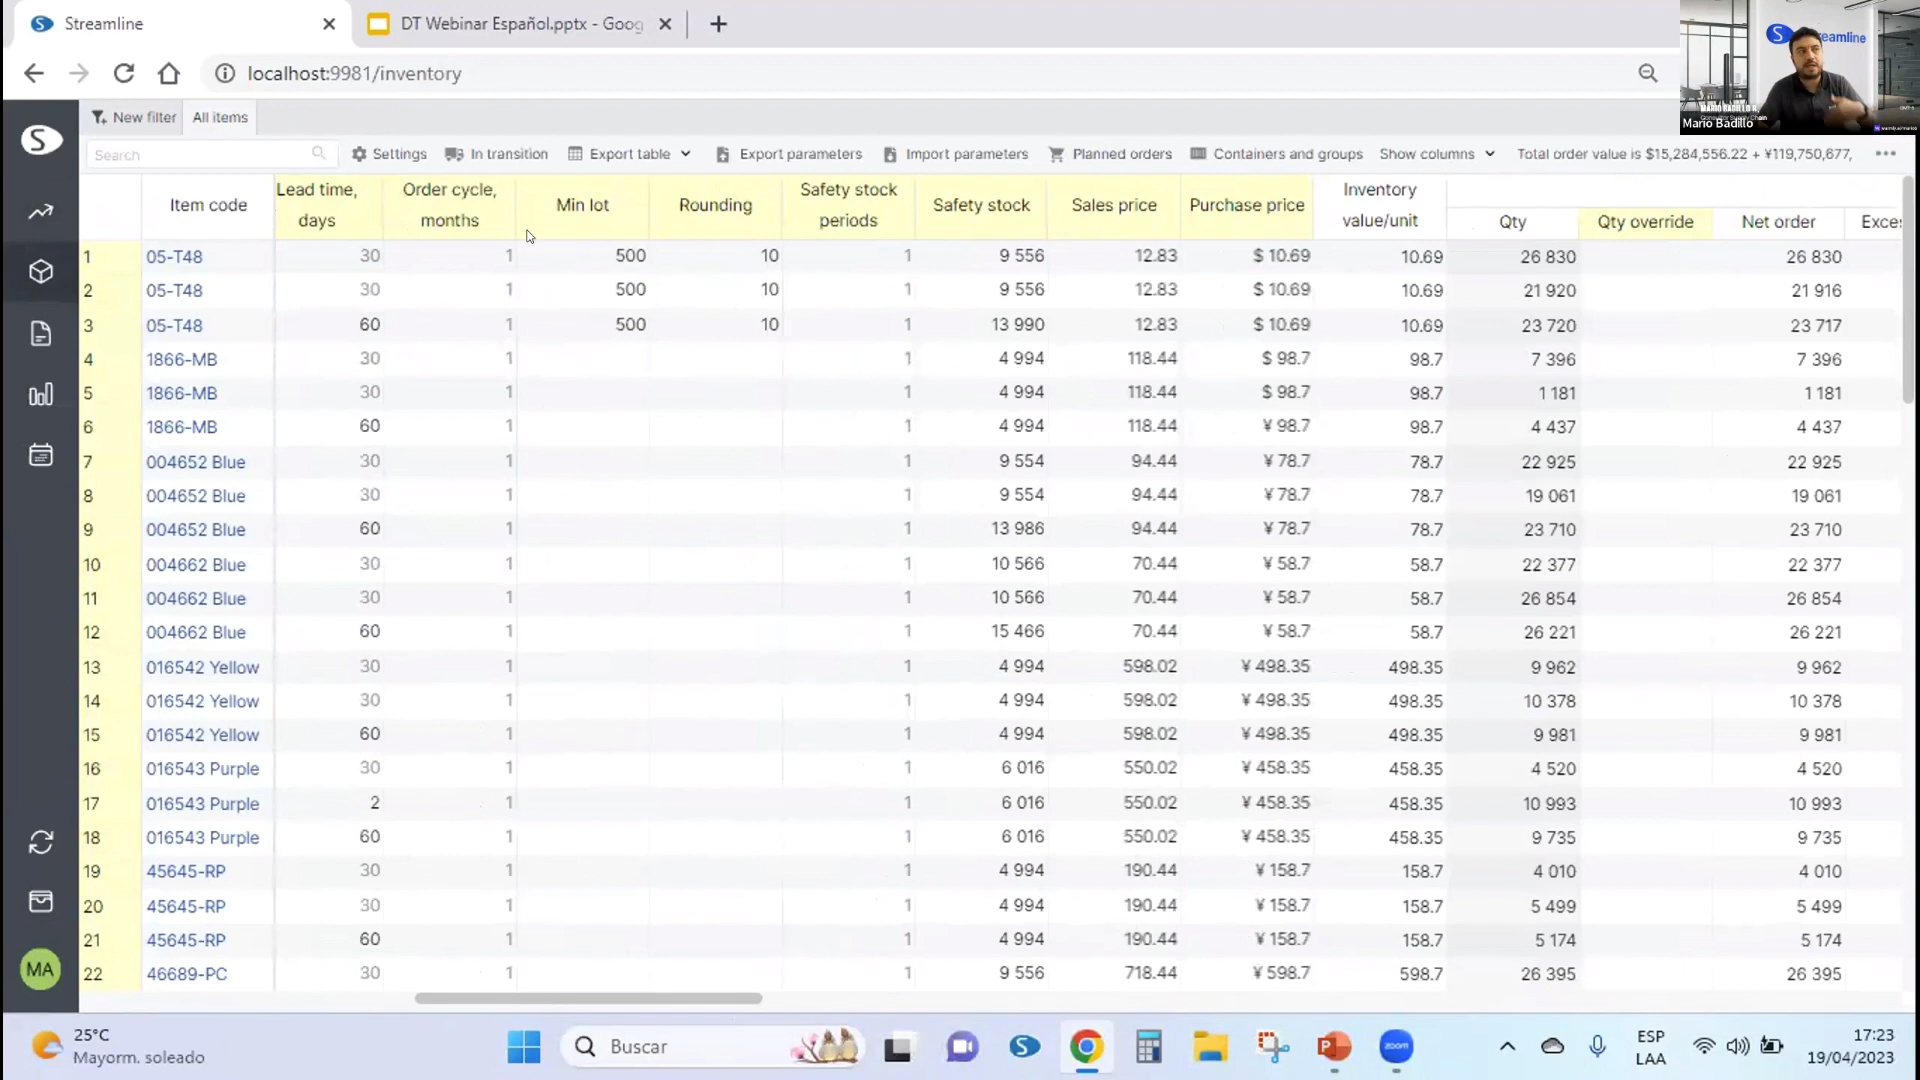 Streamline
DT Webinar Español.pptx - Goog
localhost:9981/inventory
Streamline
MARIO BADILLO R
Mario Badillo
New filter
All items
Search
Settings
In transition
Export table
Export parameters
Import parameters
Planned orders
Containers and groups
Show columns
Total order value is $15,284,556.22 + ¥119,750,677,
Item code Lead time, days Order cycle, months Min lot Rounding Safety stock periods Safety stock Sales price Purchase price Inventory value/unit Qty Qty override Net order Exces
1 05-T48 30 1 500 10 1 9 556 12.83 $ 10.69 10.69 26 830 26 830
2 05-T48 30 1 500 10 1 9 556 12.83 $ 10.69 10.69 21 920 21 916
3 05-T48 60 1 500 10 1 13 990 12.83 $ 10.69 10.69 23 720 23 717
4 1866-MB 30 1 1 4 994 118.44 $ 98.7 98.7 7 396 7 396
5 1866-MB 30 1 1 4 994 118.44 $ 98.7 98.7 1 181 1 181
6 1866-MB 60 1 1 4 994 118.44 ¥ 98.7 98.7 4 437 4 437
7 004652 Blue 30 1 1 9 554 94.44 ¥ 78.7 78.7 22 925 22 925
8 004652 Blue 30 1 1 9 554 94.44 ¥ 78.7 78.7 19 061 19 061
9 004652 Blue 60 1 1 13 986 94.44 ¥ 78.7 78.7 23 710 23 710
10 004662 Blue 30 1 1 10 566 70.44 ¥ 58.7 58.7 22 377 22 377
11 004662 Blue 30 1 1 10 566 70.44 ¥ 58.7 58.7 26 854 26 854
12 004662 Blue 60 1 1 15 466 70.44 ¥ 58.7 58.7 26 221 26 221
13 016542 Yellow 30 1 1 4 994 598.02 ¥ 498.35 498.35 9 962 9 962
14 016542 Yellow 30 1 1 4 994 598.02 ¥ 498.35 498.35 10 378 10 378
15 016542 Yellow 60 1 1 4 994 598.02 ¥ 498.35 498.35 9 981 9 981
16 016543 Purple 30 1 1 6 016 550.02 ¥ 458.35 458.35 4 520 4 520
17 016543 Purple 2 1 1 6 016 550.02 ¥ 458.35 458.35 10 993 10 993
18 016543 Purple 60 1 1 6 016 550.02 ¥ 458.35 458.35 9 735 9 735
19 45645-RP 30 1 1 4 994 190.44 ¥ 158.7 158.7 4 010 4 010
20 45645-RP 30 1 1 4 994 190.44 ¥ 158.7 158.7 5 499 5 499
21 45645-RP 60 1 1 4 994 190.44 ¥ 158.7 158.7 5 174 5 174
22 46689-PC 30 1 1 9 556 718.44 ¥ 598.7 598.7 26 395 26 395
MA
25°C
Mayorm. soleado
Buscar
zoom
ESP
LAA
17:23
19/04/2023